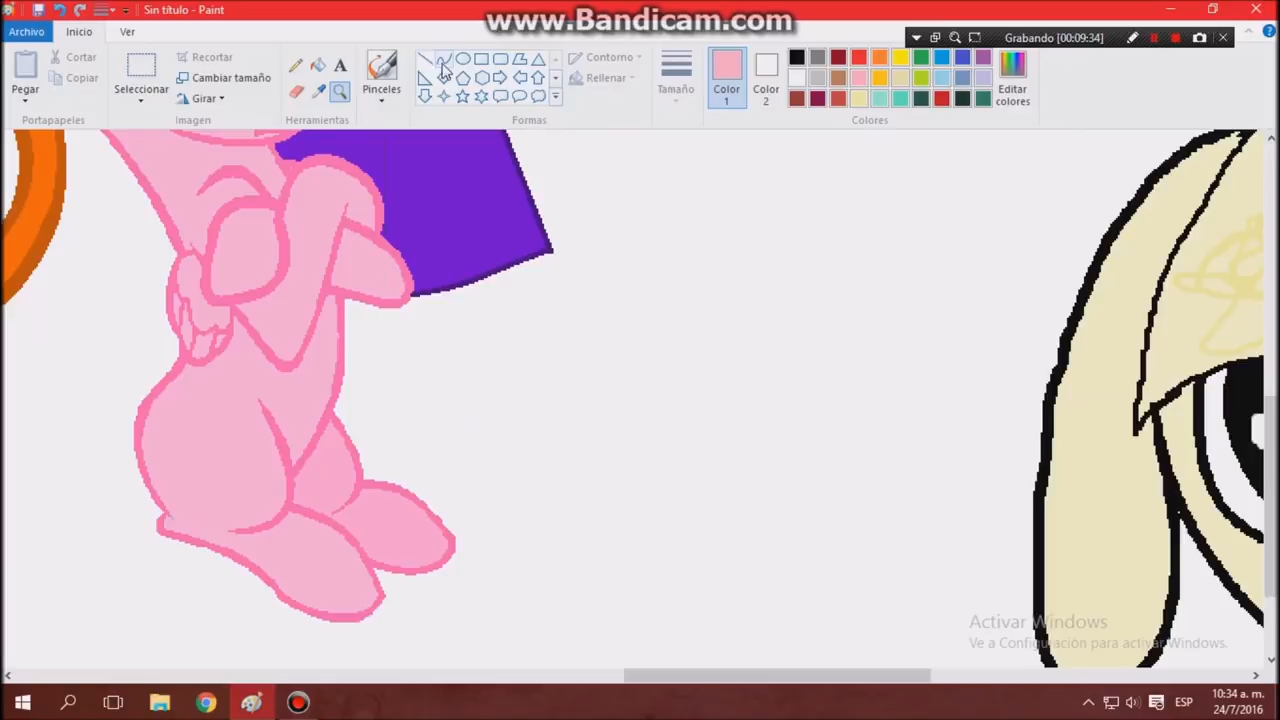 Sin título - Paint
www.Bandicam.com
Archivo
Inicio
Ver
Grabando [00:09:34]
Pegar
Cortar
Copiar
Portapapeles
Seleccionar
Recortar
Cambiar tamaño
Girar
Imagen
A
Herramientas
Pinceles
Formas
Contorno
Rellenar
Tamaño
Color
1
Color
2
Editar
colores
Colores
Activar Windows
Ve a Configuración para activar Windows.
ESP
10:34 a. m.
24/7/2016